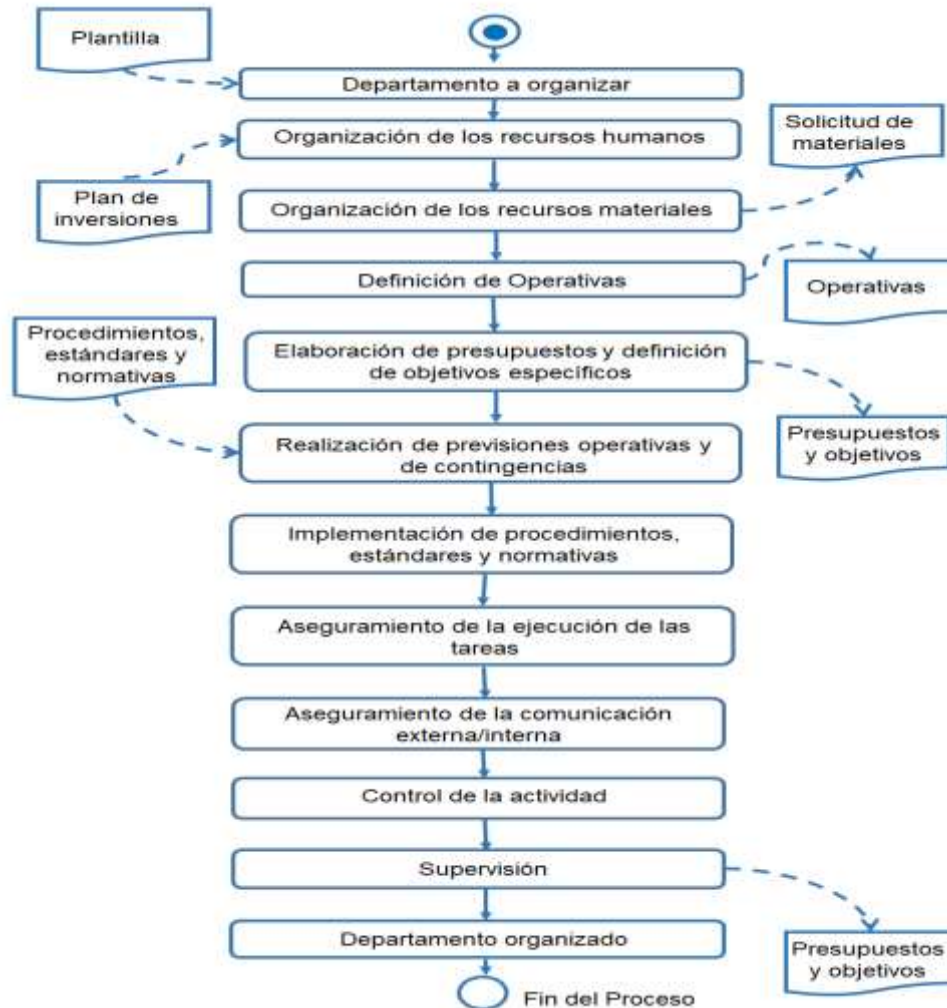 Plantilla
Departamento a organizar
Organización de los recursos humanos
Solicitud de
materiales
Plan de
inversiones
Organización de los recursos materiales
Definición de Operativas
Operativas
Procedimientos,
estándares y
normativas
Elaboración de presupuestos y definición
de objetivos específicos
Presupuestos
y objetivos
Realización de previsiones operativas y
de contingencias
Implementación de procedimientos,
estándares y normativas
Aseguramiento de la ejecución de las
tareas
Aseguramiento de la comunicación
externa/interna
Control de la actividad
Supervisión
Departamento organizado
Presupuestos
y objetivos
Fin del Proceso